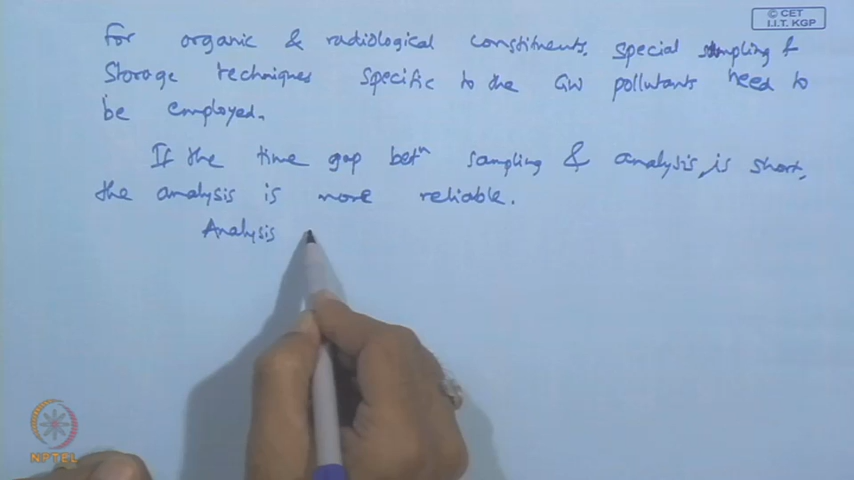 © CET
I.I.T. KGP
For organic & radiological constituents. special sampling &
Storage techniques specific to the GW pollutants need to
be employed.
If the time gap betn sampling & analysis, is short,
the analysis is more reliable.
Analysis
NPTEL